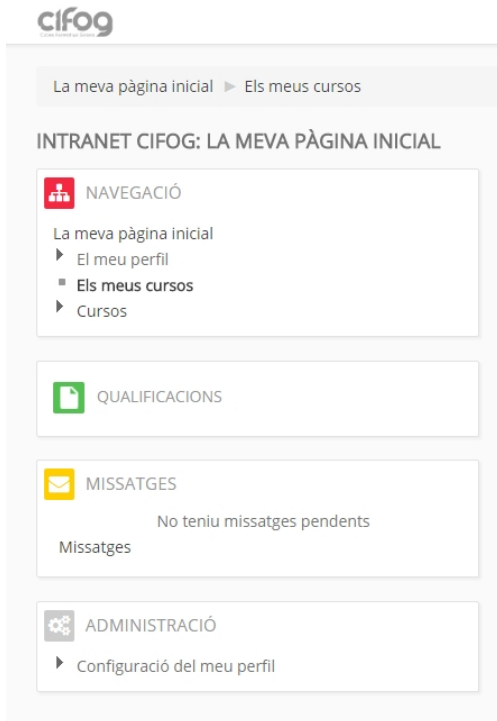 cifog
La meva pàgina inicial ▶ Els meus cursos
INTRANET CIFOG: LA MEVA PÀGINA INICIAL
NAVEGACIÓ
La meva pàgina inicial
El meu perfil
Els meus cursos
Cursos
QUALIFICACIONS
MISSATGES
No teniu missatges pendents
Missatges
ADMINISTRACIÓ
Configuració del meu perfil